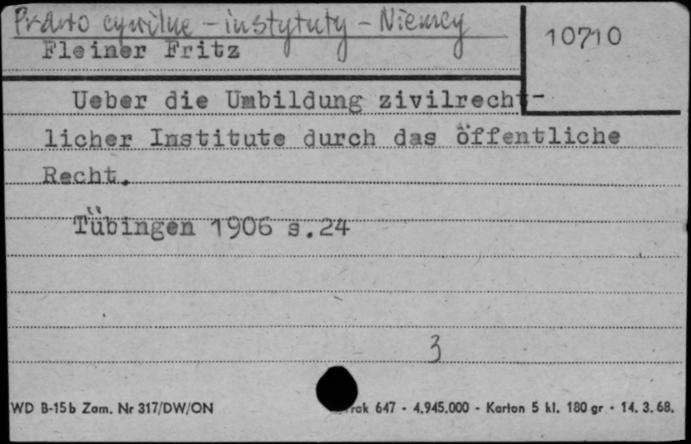 Prawo cywilne - instytuty - Niemcy
Fleiner Fritz
10710
Ueber die Umbildung zivilrecht-
licher Institute durch das öffentliche
Recht.
Tübingen 1906 s.24
3
WD B-15b Zam. Nr 317/DW/ON
rak 647 - 4.945.000 - Karton 5 kl. 180 gr - 14. 3. 68.